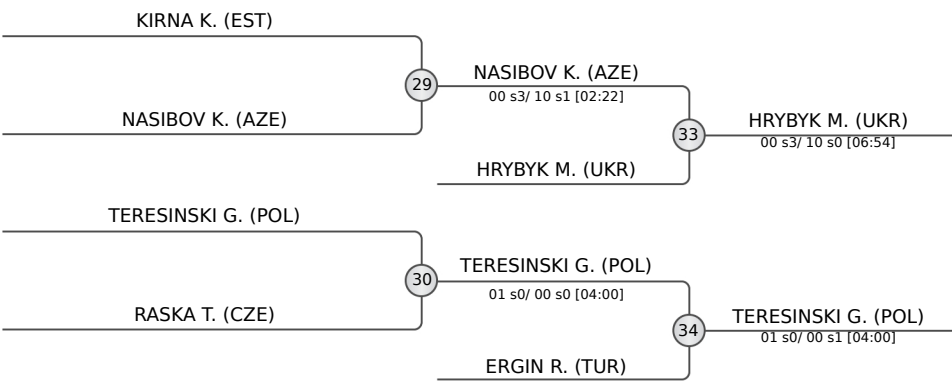 KIRNA K. (EST)
29
NASIBOV K. (AZE)
00 s3/ 10 s1 [02:22]
NASIBOV K. (AZE)
33
HRYBYK M. (UKR)
00 s3/ 10 s0 [06:54]
HRYBYK M. (UKR)
TERESINSKI G. (POL)
30
TERESINSKI G. (POL)
01 s0/ 00 s0 [04:00]
RASKA T. (CZE)
34
TERESINSKI G. (POL)
01 s0/ 00 s1 [04:00]
ERGIN R. (TUR)